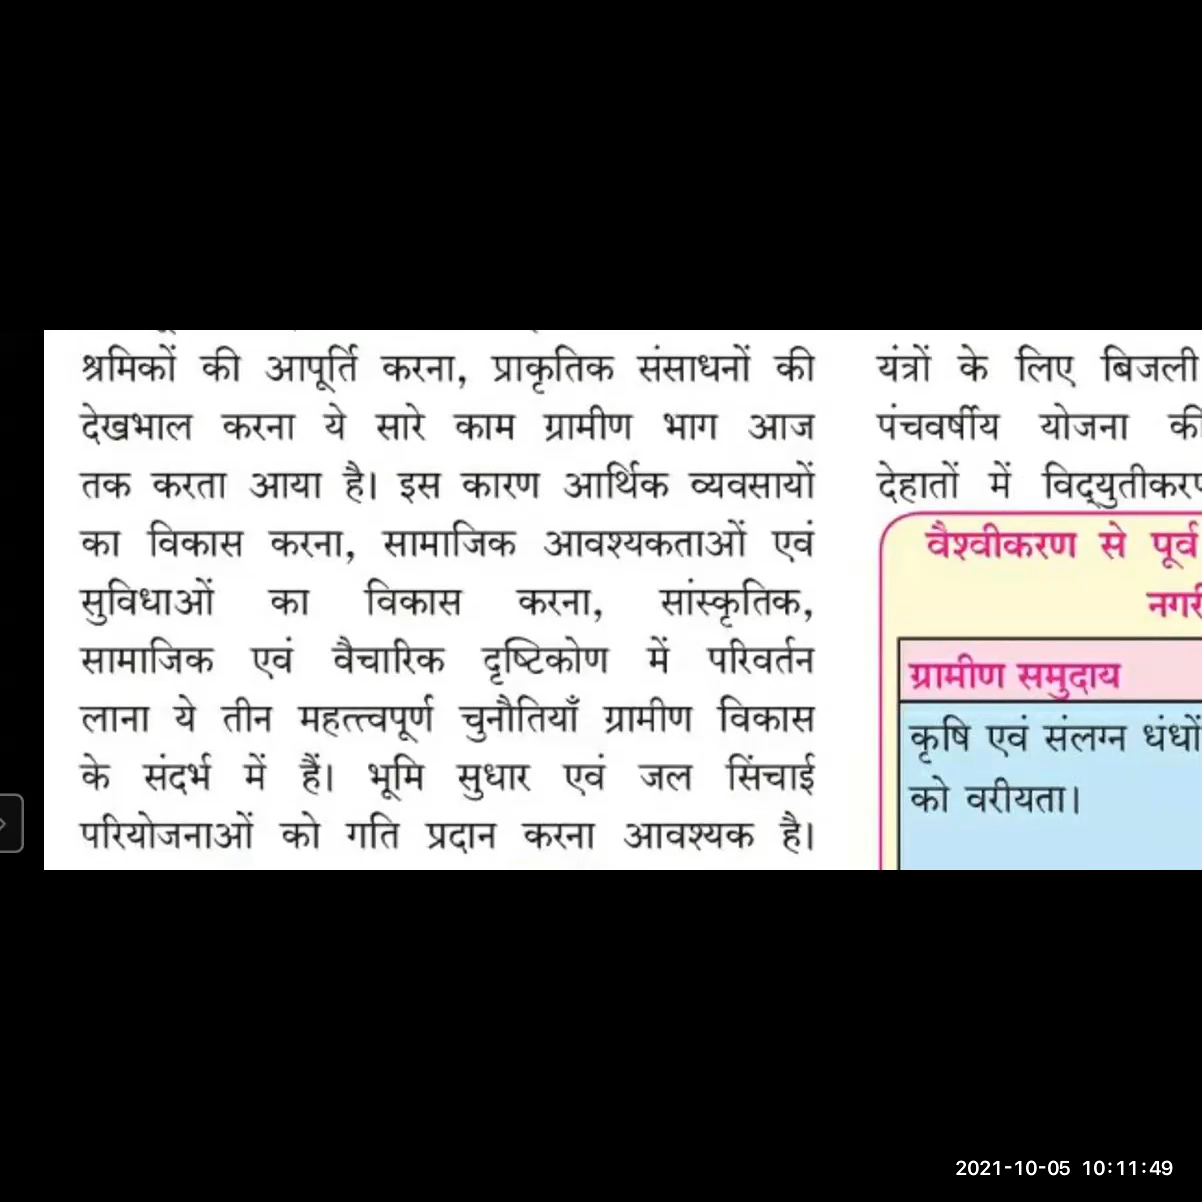 श्रमिकों की आपूर्ति करना, प्राकृतिक संसाधनों की
देखभाल करना ये सारे काम ग्रामीण भाग आज
तक करता आया है। इस कारण आर्थिक व्यवसायों
का विकास करना, सामाजिक आवश्यकताओं एवं
सुविधाओं का विकास करना, सांस्कृतिक,
सामाजिक एवं वैचारिक दृष्टिकोण में परिवर्तन
लाना ये तीन महत्त्वपूर्ण चुनौतियाँ ग्रामीण विकास
के संदर्भ में हैं। भूमि सुधार एवं जल सिंचाई
परियोजनाओं को गति प्रदान करना आवश्यक है।
यंत्रों के लिए बिजली
पंचवर्षीय योजना की
देहातों में
वैश्वीकरण से पूर्व
ग्रामीण समुदाय
कृषि एवं संलग्न धंधों
को वरीयता।
2021-10-05 10:11:49